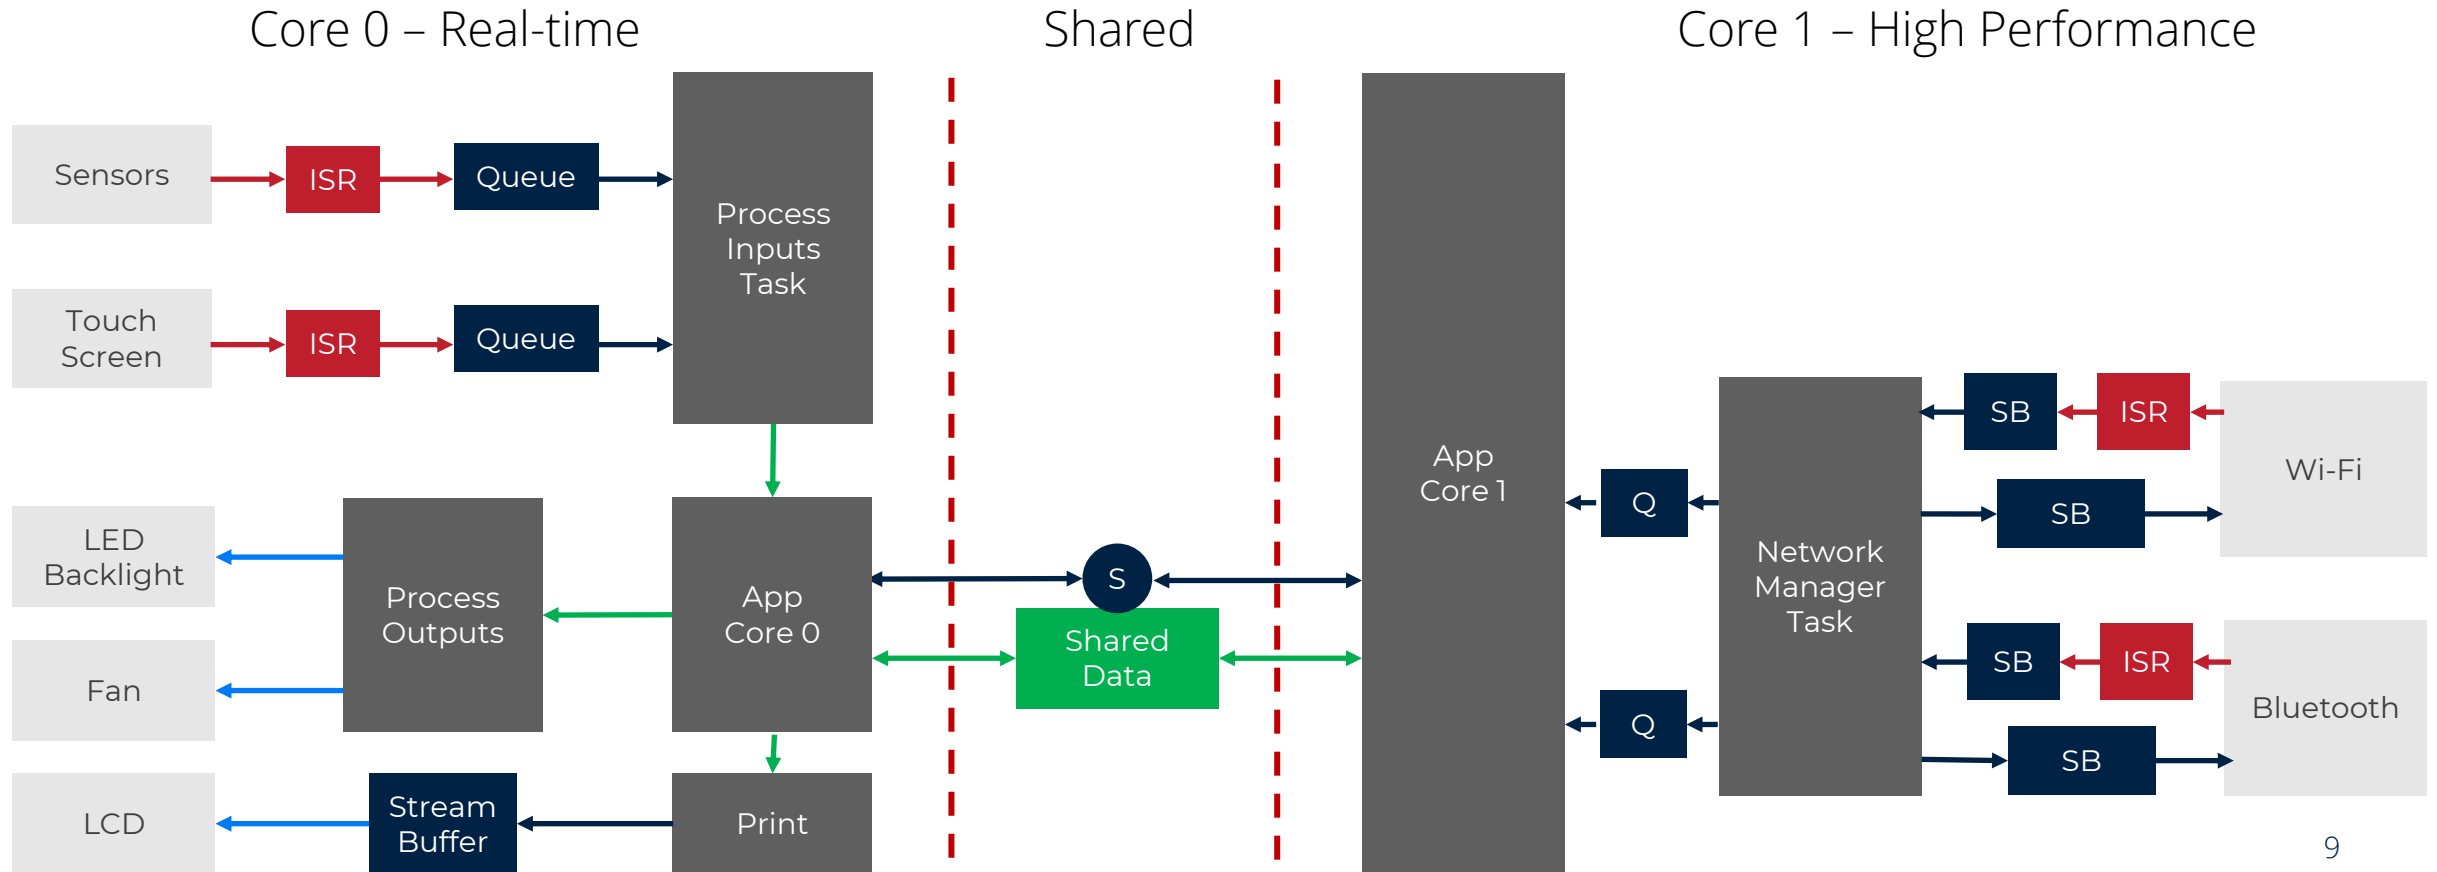 Core 0 – Real-time
Shared
Core 1 – High Performance
Sensors
ISR
Queue
Process
Inputs
Task
Touch
Screen
ISR
Queue
LED
Backlight
Fan
LCD
Process
Outputs
Stream
Buffer
App
Core 0
Print
S
Shared
Data
App
Core 1
Q
Q
Network
Manager
Task
SB
ISR
Wi-Fi
SB
SB
ISR
Bluetooth
SB
9